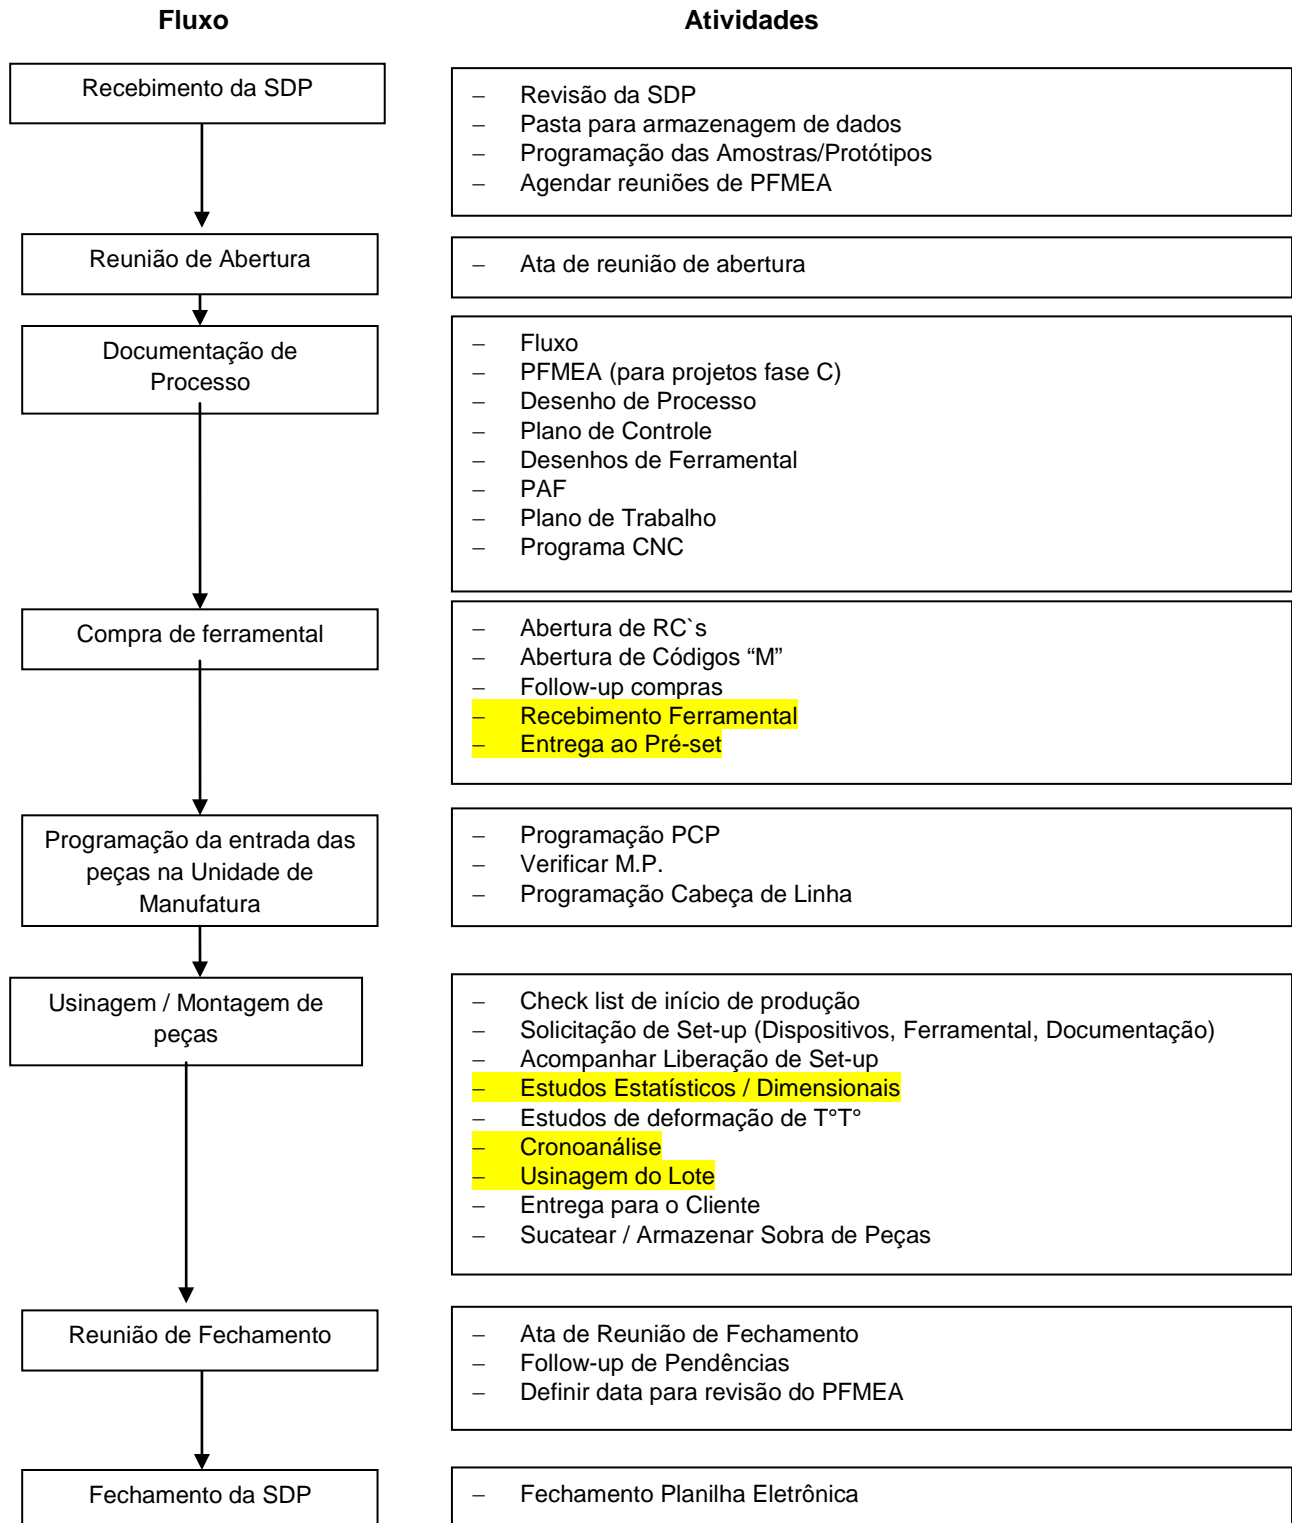 Fluxo
Atividades
Recebimento da SDP
– Revisão da SDP
– Pasta para armazenagem de dados
– Programação das Amostras/Protótipos
– Agendar reuniões de PFMEA
Reunião de Abertura
– Ata de reunião de abertura
Documentação de
Processo
– Fluxo
– PFMEA (para projetos fase C)
– Desenho de Processo
– Plano de Controle
– Desenhos de Ferramental
– PAF
– Plano de Trabalho
– Programa CNC
Compra de ferramental
– Abertura de RC`s
– Abertura de Códigos “M”
– Follow-up compras
– Recebimento Ferramental
– Entrega ao Pré-set
Programação da entrada das
peças na Unidade de
Manufatura
– Programação PCP
– Verificar M.P.
– Programação Cabeça de Linha
Usinagem / Montagem de
peças
– Check list de início de produção
– Solicitação de Set-up (Dispositivos, Ferramental, Documentação)
– Acompanhar Liberação de Set-up
– Estudos Estatísticos / Dimensionais
– Estudos de deformação de T°T°
– Cronoanálise
– Usinagem do Lote
– Entrega para o Cliente
– Sucatear / Armazenar Sobra de Peças
Reunião de Fechamento
– Ata de Reunião de Fechamento
– Follow-up de Pendências
– Definir data para revisão do PFMEA
Fechamento da SDP
– Fechamento Planilha Eletrônica